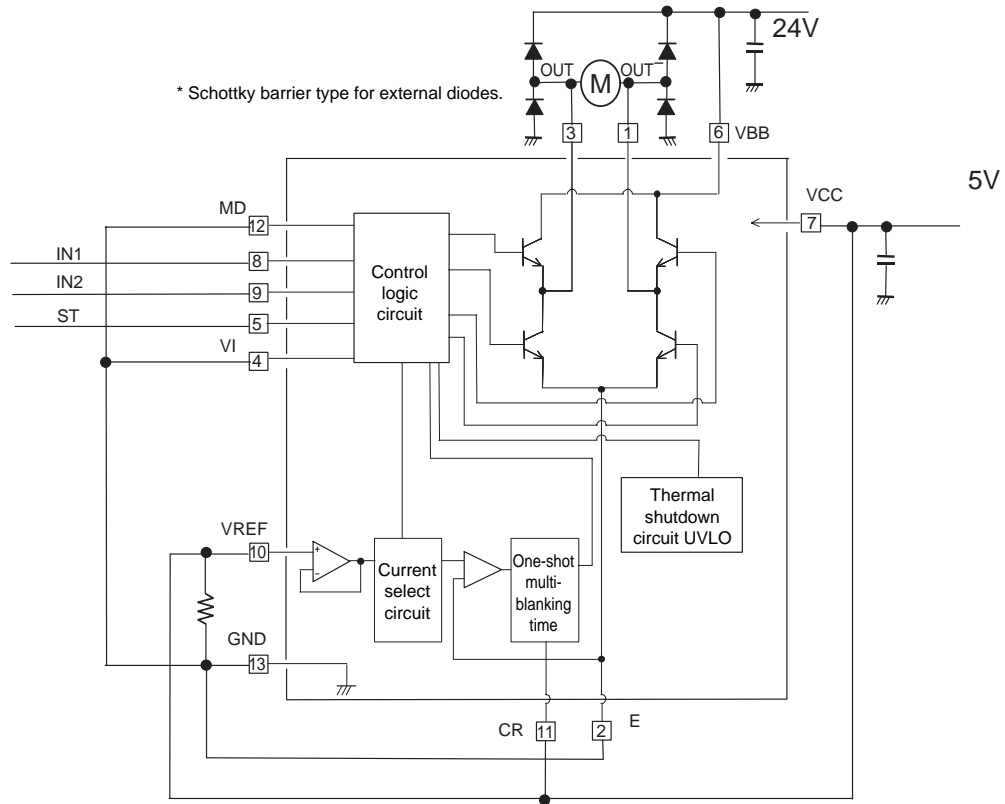 24V
OUT
OUT¯
M
* Schottky barrier type for external diodes.
3
1
6
VBB
5V
VCC
7
MD
12
IN1
8
IN2
9
ST
5
VI
4
Control
logic
circuit
Thermal
shutdown
circuit UVLO
VREF
10
+
−
Current
select
circuit
One-shot
multi-
blanking
time
GND
13
CR
11
2
E